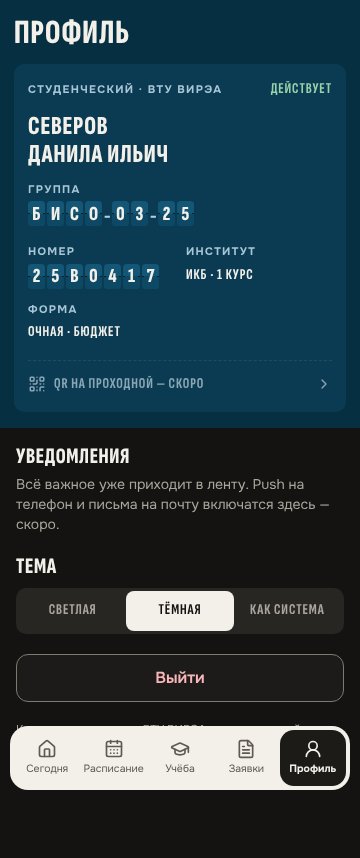 ПРОФИЛЬ
СТУДЕНЧЕСКИЙ · ВТУ ВИРЭА
ДЕЙСТВУЕТ
СЕВЕРОВ
ДАНИЛА ИЛЬИЧ
ГРУППА
БИСО-03-25
НОМЕР
25В0417
ИНСТИТУТ
ИКБ · 1 КУРС
ФОРМА
ОЧНАЯ · БЮДЖЕТ
QR НА ПРОХОДНОЙ — СКОРО
УВЕДОМЛЕНИЯ
Всё важное уже приходит в ленту. Push на
телефон и письма на почту включатся здесь —
скоро.
ТЕМА
СВЕТЛАЯ
ТЁМНАЯ
КАК СИСТЕМА
Выйти
Сегодня
Расписание
Учёба
Заявки
Профиль